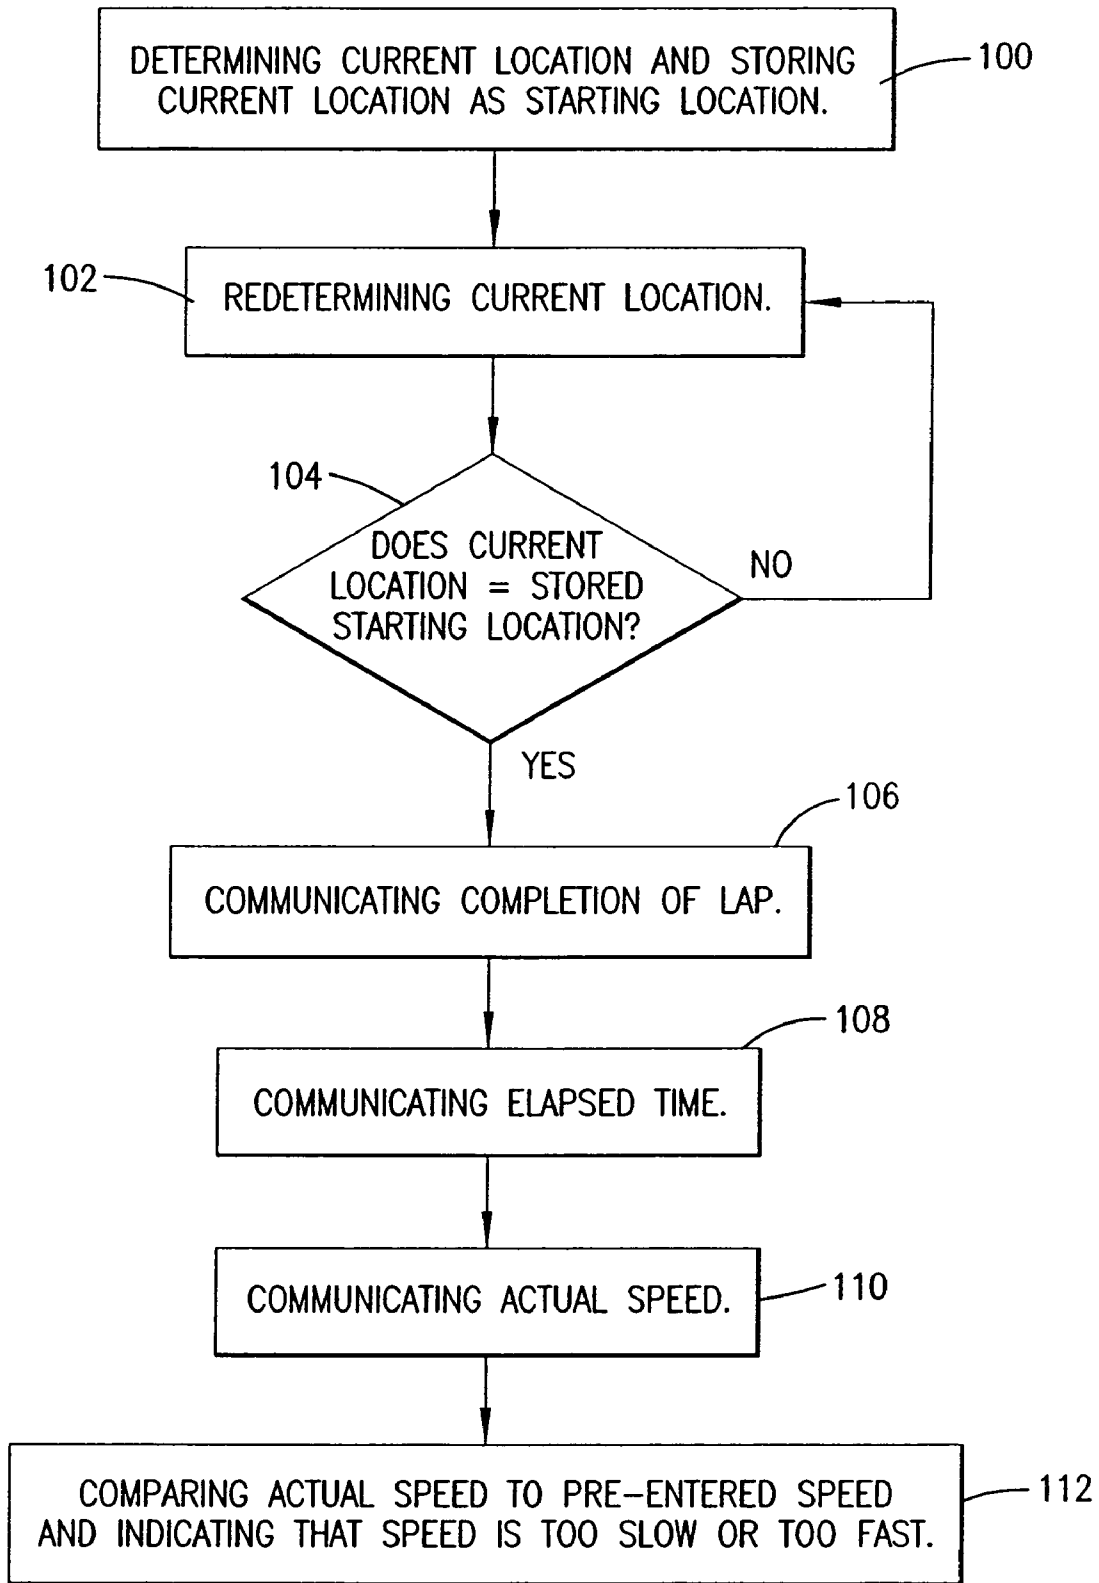 DETERMINING CURRENT LOCATION AND STORING
CURRENT LOCATION AS STARTING LOCATION.
100
102
REDETERMINING CURRENT LOCATION.
104
DOES CURRENT
LOCATION = STORED
STARTING LOCATION?
NO
YES
106
COMMUNICATING COMPLETION OF LAP.
108
COMMUNICATING ELAPSED TIME.
COMMUNICATING ACTUAL SPEED.
110
COMPARING ACTUAL SPEED TO PRE-ENTERED SPEED
AND INDICATING THAT SPEED IS TOO SLOW OR TOO FAST.
112